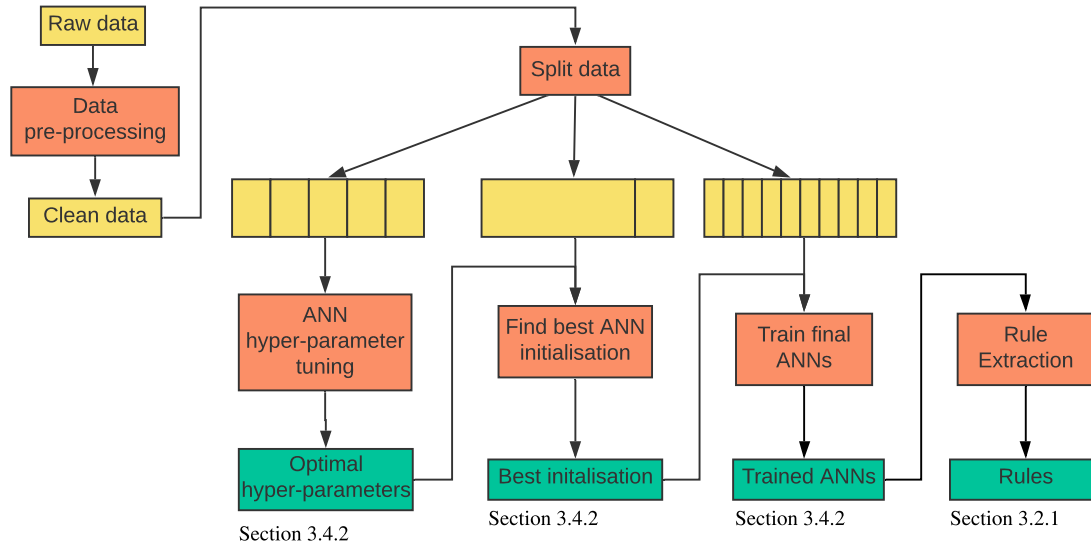 Raw data
Data
pre-processing
Clean data
Split data
ANN
hyper-parameter
tuning
Optimal
hyper-parameters
Section 3.4.2
Find best ANN
initialisation
Best initalisation
Section 3.4.2
Train final
ANNs
Trained ANNs
Section 3.4.2
Rule
Extraction
Rules
Section 3.2.1